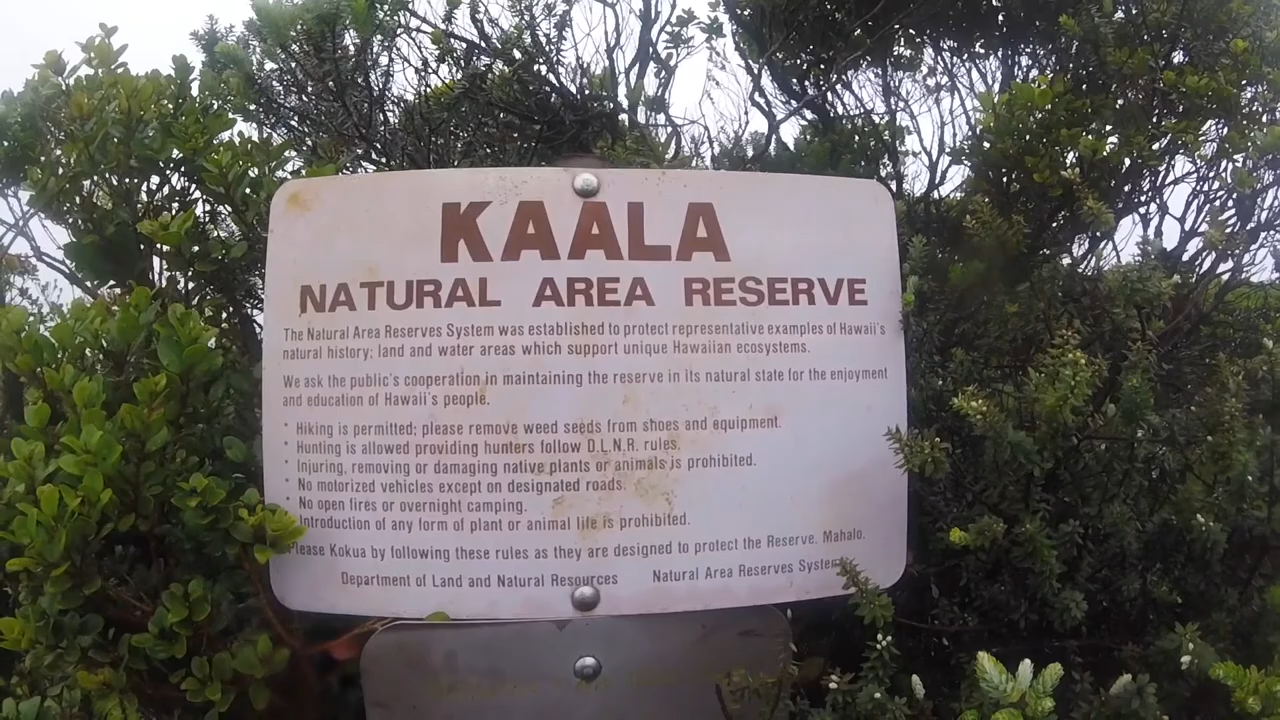 KAALA
NATURAL AREA RESERVE
The Natural Area Reserves System was established to protect representative examples of Hawaii's
natural history; land and water areas which support unique Hawaiian ecosystems.
We ask the public's cooperation in maintaining the reserve in its natural state for the enjoyment
and education of Hawaii's people.
* Hiking is permitted; please remove weed seeds from shoes and equipment.
* Hunting is allowed providing hunters follow D.L.N.R. rules.
* Injuring, removing or damaging native plants or animals is prohibited.
* No motorized vehicles except on designated roads.
* No open fires or overnight camping.
Introduction of any form of plant or animal life is prohibited.
Please Kokua by following these rules as they are designed to protect the Reserve. Mahalo.
Department of Land and Natural Resources Natural Area Reserves System